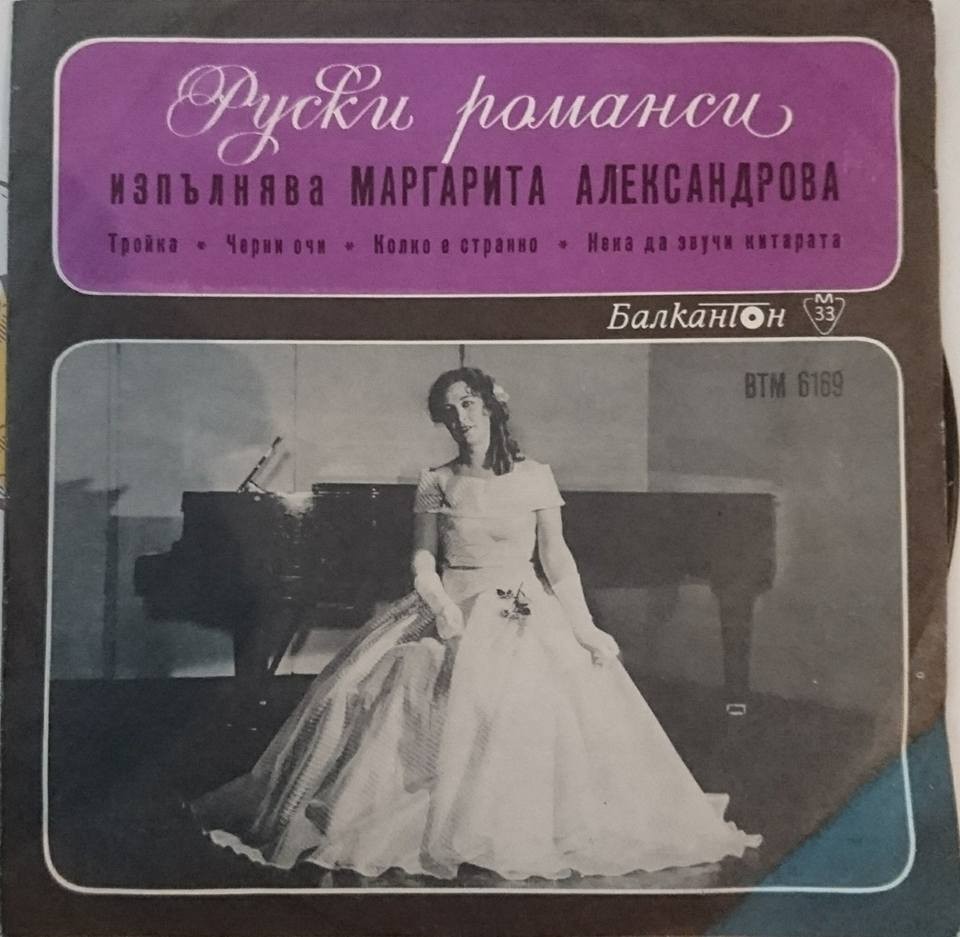 Руски романси
изпълнява МАРГАРИТА АЛЕКСАНДРОВА
Тройка * Черни очи * Колко е странно * Нека да звучи китарата
Балкантон М 33
ВТМ 6169